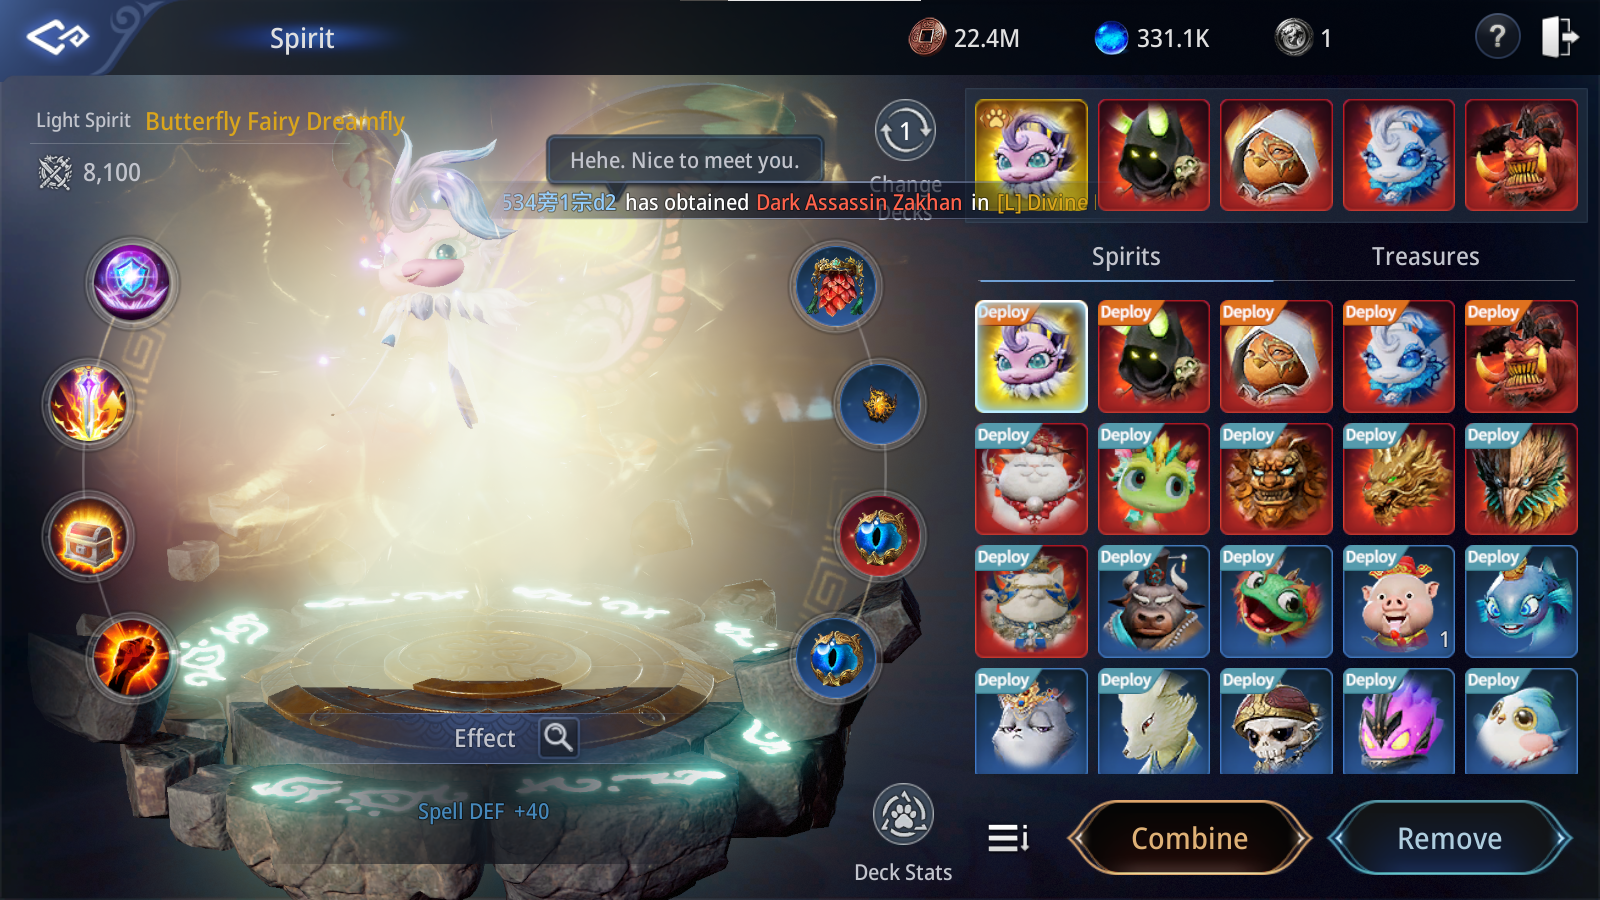 Spirit
22.4M
331.1K
1
?
Light Spirit Butterfly Fairy Dreamfly
8,100
Hehe. Nice to meet you.
1
Change
Decks
534旁1宗d2 has obtained Dark Assassin Zakhan in [L] Divine
Spirits
Treasures
Deploy Deploy Deploy Deploy Deploy
Deploy Deploy Deploy Deploy Deploy
Deploy Deploy Deploy Deploy Deploy
1
Deploy Deploy Deploy Deploy Deploy
Effect
Spell DEF +40
Deck Stats
Combine
Remove